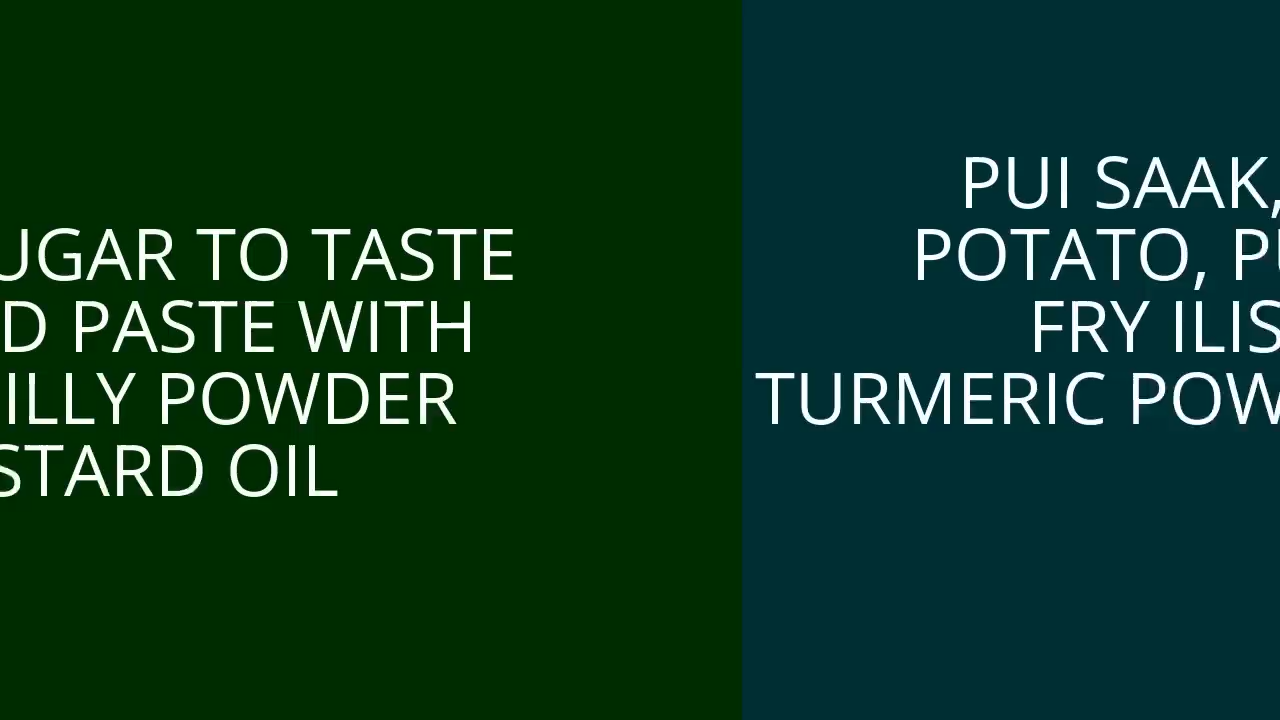 UGAR TO TASTE
D PASTE WITH
ILLY POWDER
STARD OIL
PUI SAAK,
POTATO, PU
FRY ILIS
TURMERIC POW